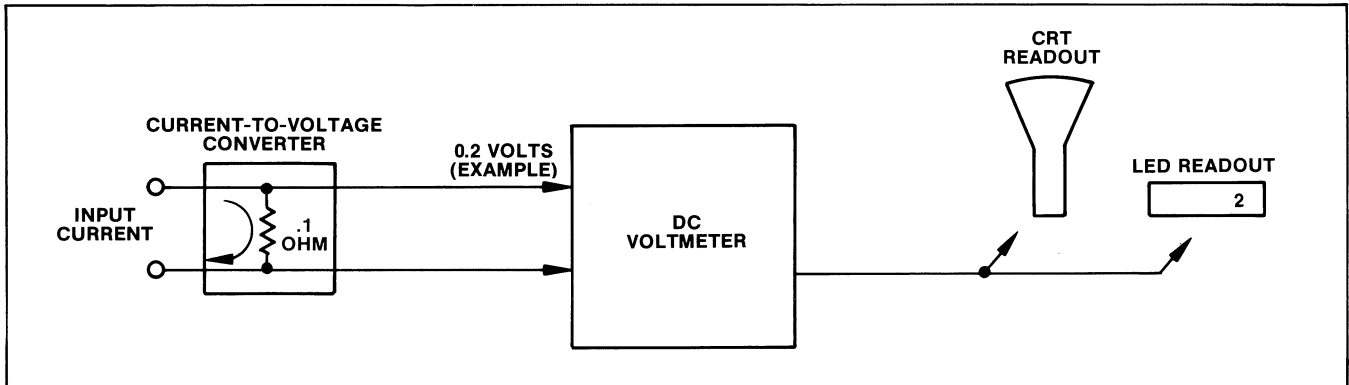 CRT
READOUT
CURRENT-TO-VOLTAGE
CONVERTER
0.2 VOLTS
(EXAMPLE)
LED READOUT
2
INPUT
CURRENT
.1
OHM
DC
VOLTMETER